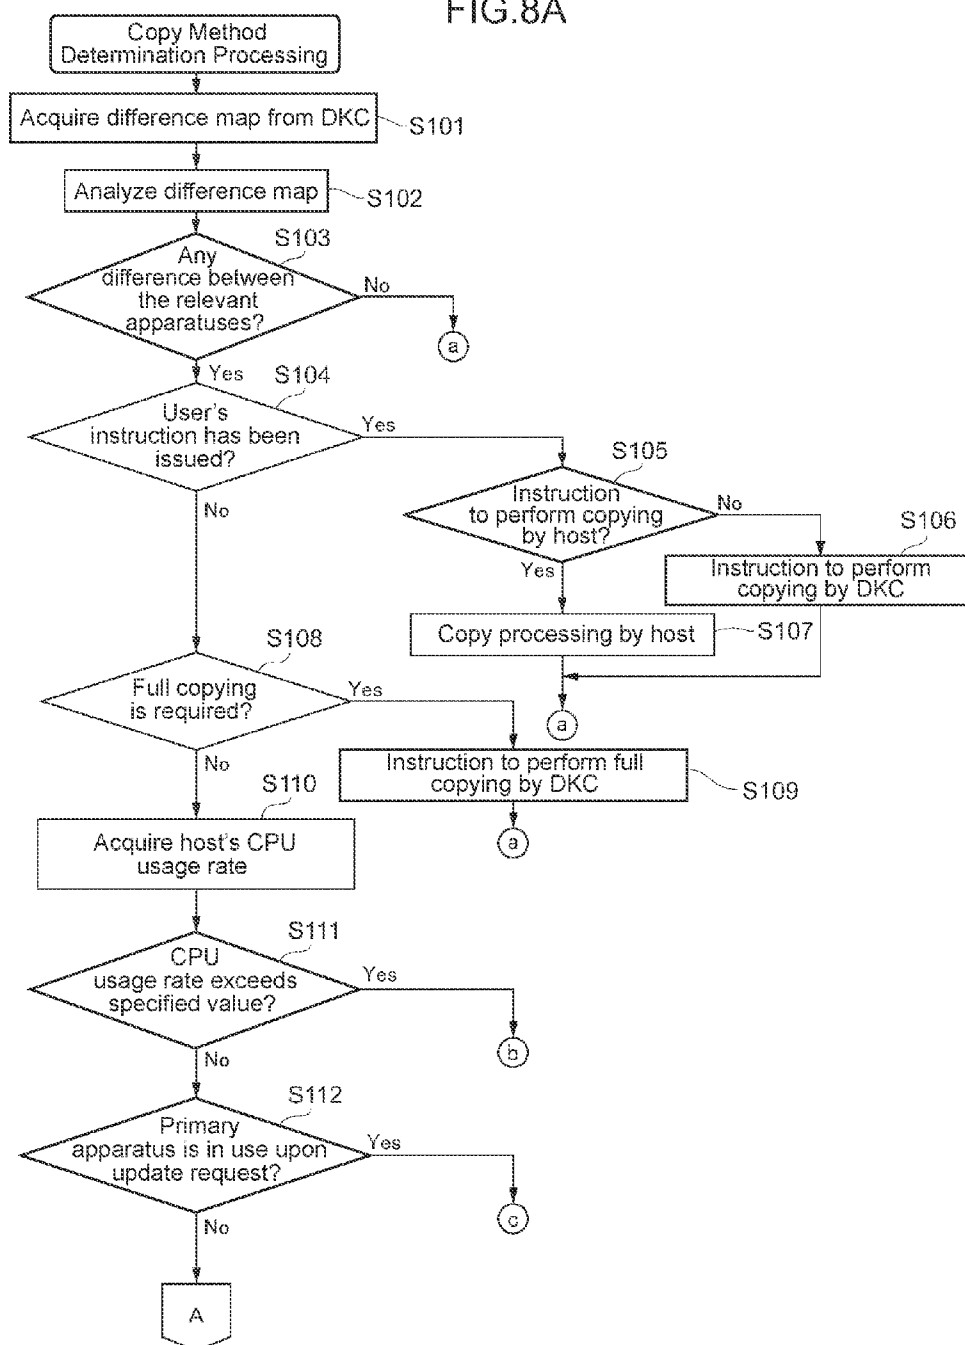 FIG.8A
Copy Method
Determination Processing
Acquire difference map from DKC
S101
Analyze difference map
S102
S103
Any
difference between
the relevant
apparatuses?
No
a
Yes
S104
User's
instruction has been
issued?
Yes
S105
Instruction
to perform copying
by host?
No
S106
Instruction to perform
copying by DKC
Yes
Copy processing by host
S107
a
No
S108
Full copying
is required?
Yes
Instruction to perform full
copying by DKC
S109
a
No
S110
Acquire host's CPU
usage rate
S111
CPU
usage rate exceeds
specified value?
Yes
b
No
S112
Primary
apparatus is in use upon
update request?
Yes
c
No
A